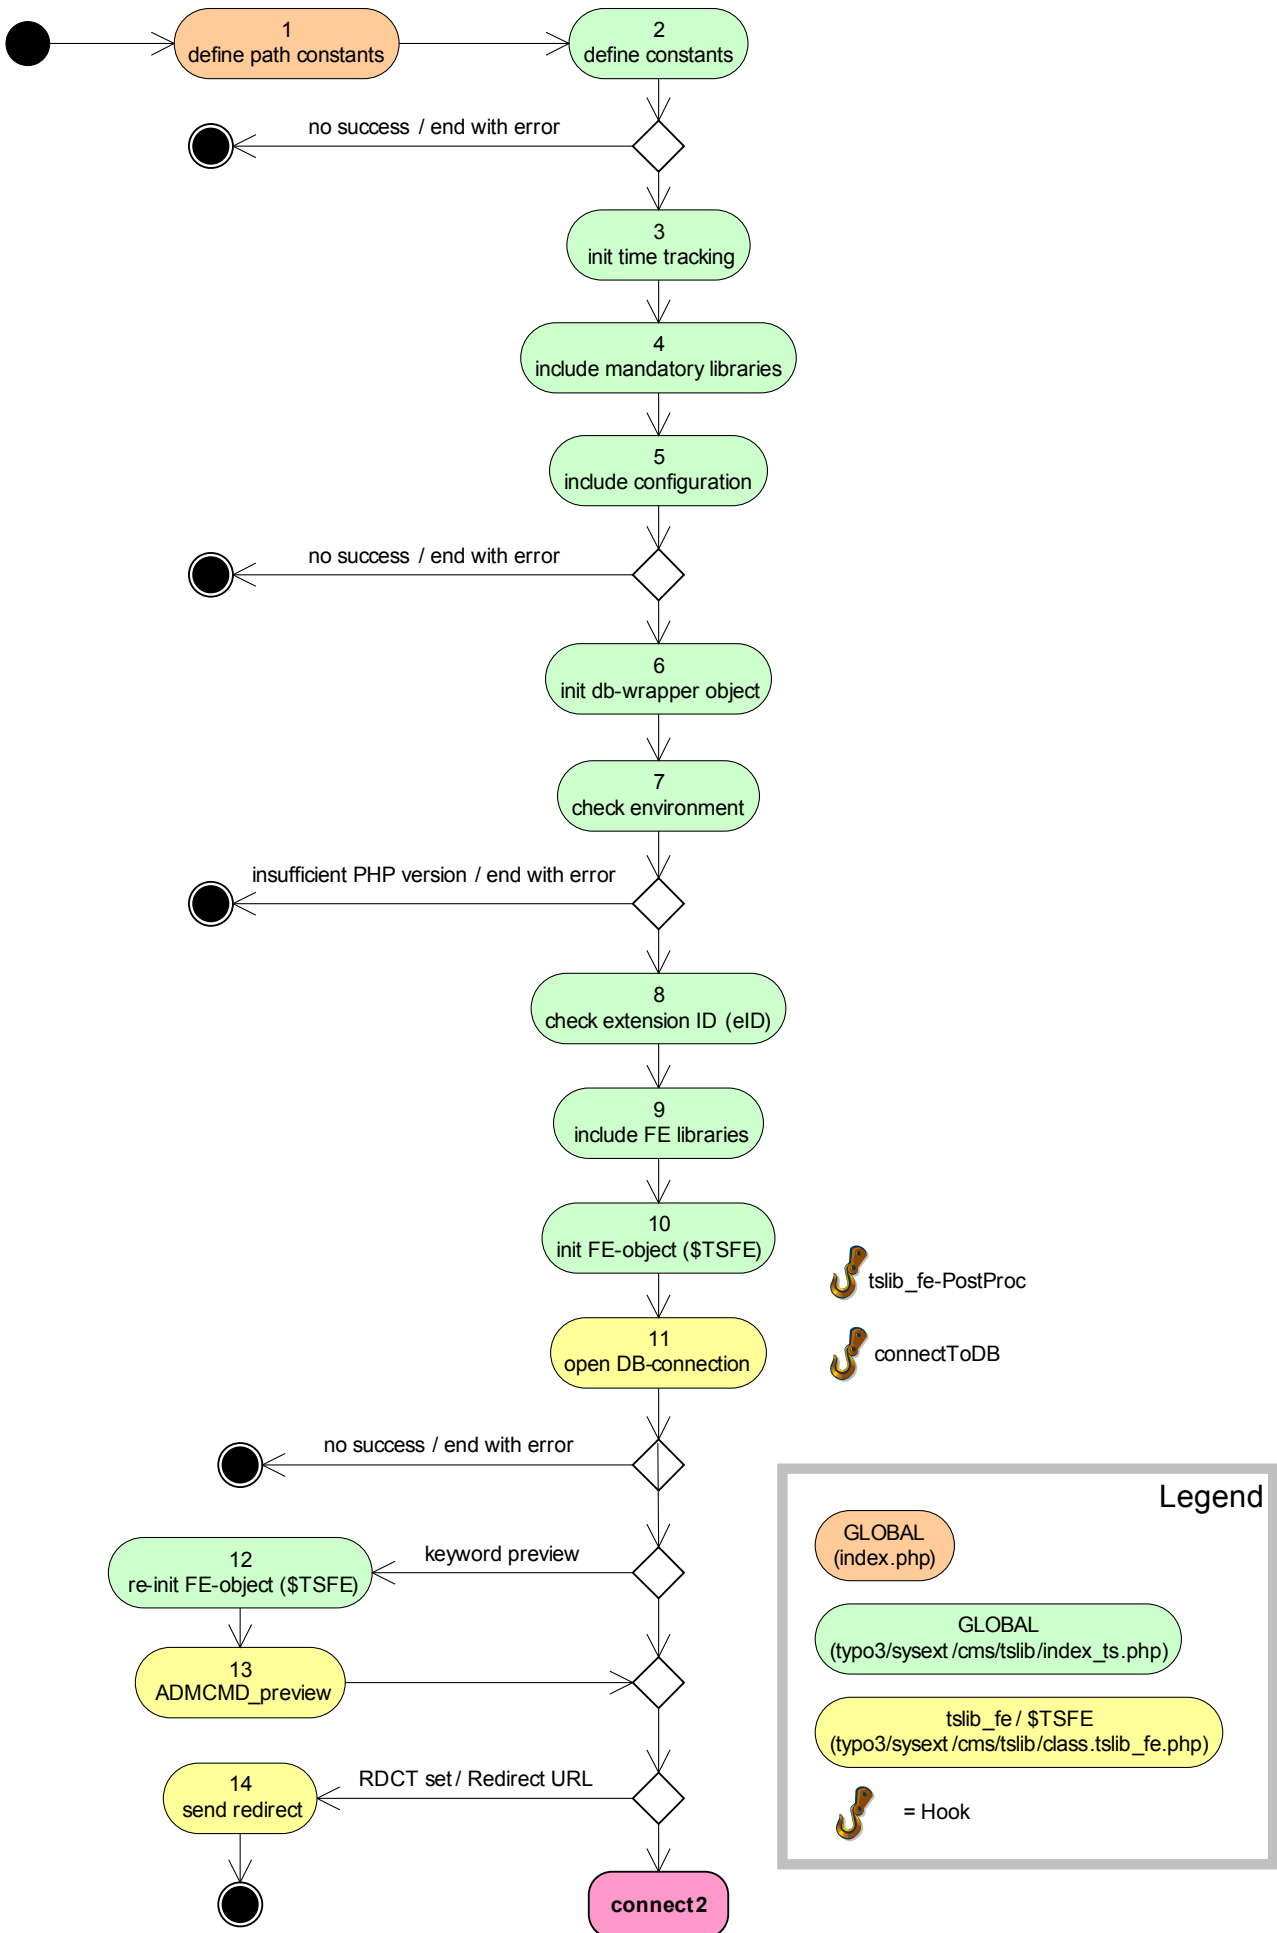 1
define path constants
2
define constants
no success / end with error
3
init time tracking
4
include mandatory libraries
5
include configuration
no success / end with error
6
init db-wrapper object
7
check environment
insufficient PHP version / end with error
8
check extension ID (eID)
9
include FE libraries
10
init FE-object ($TSFE)
tslib_fe-PostProc
11
open DB-connection
connectToDB
no success / end with error
keyword preview
12
re-init FE-object ($TSFE)
13
ADMCMD_preview
RDCT set / Redirect URL
14
send redirect
connect2
Legend
GLOBAL
(index.php)
GLOBAL
(typo3/sysext/cms/tslib/index_ts.php)
tslib_fe / $TSFE
(typo3/sysext/cms/tslib/class.tslib_fe.php)
= Hook